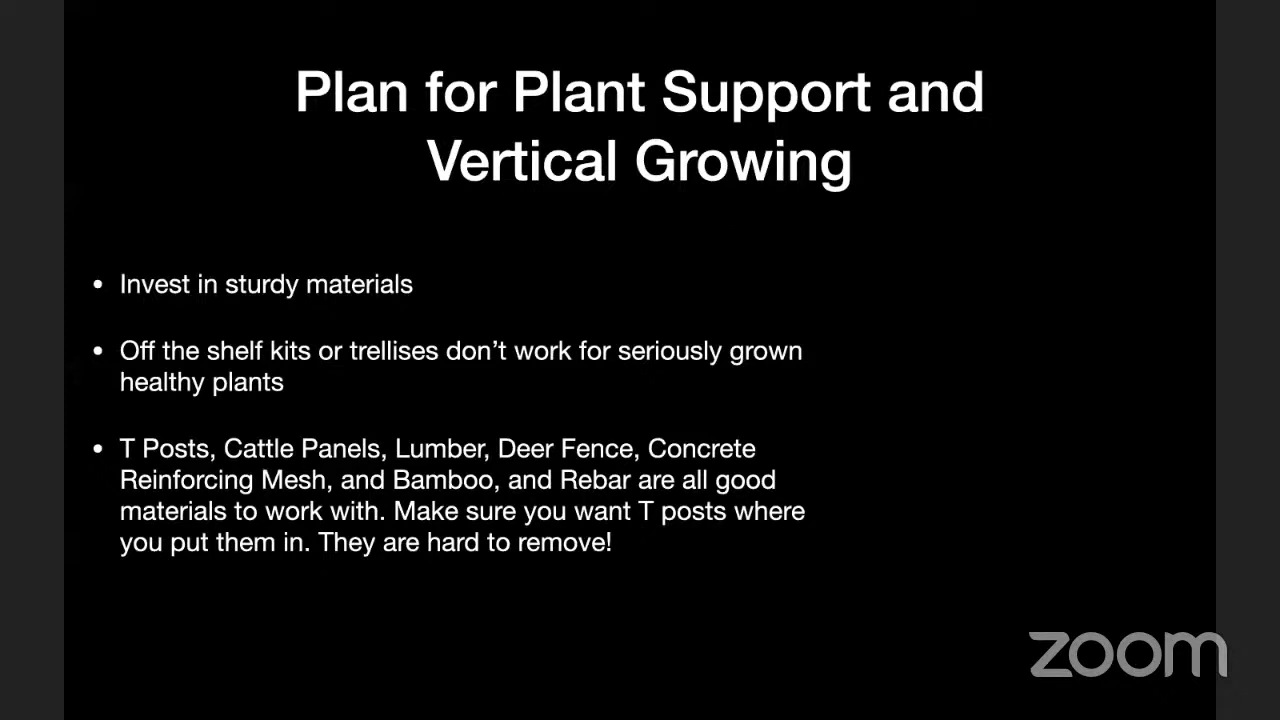 Plan for Plant Support and
Vertical Growing
• Invest in sturdy materials
• Off the shelf kits or trellises don’t work for seriously grown
healthy plants
• T Posts, Cattle Panels, Lumber, Deer Fence, Concrete
Reinforcing Mesh, and Bamboo, and Rebar are all good
materials to work with. Make sure you want T posts where
you put them in. They are hard to remove!
zoom